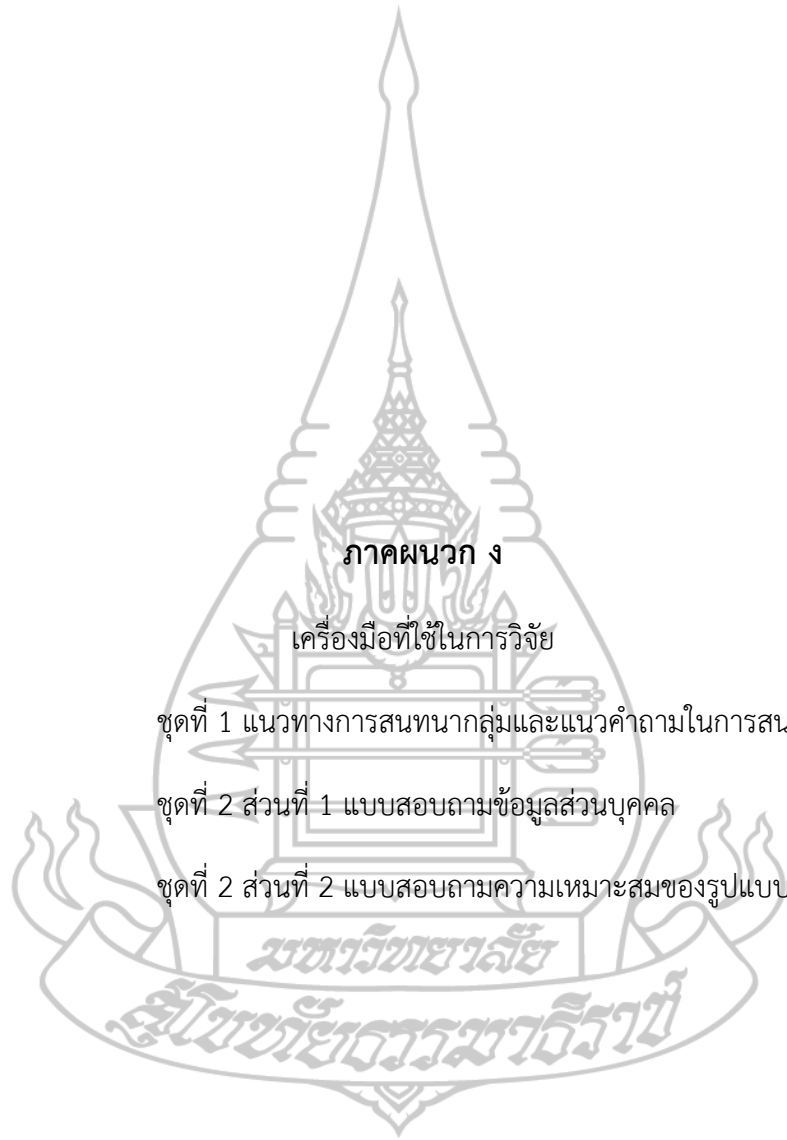 ภาคผนวก ง
เครื่องมือที่ใช้ในการวิจัย
ชุดที่ 1 แนวทางการสนทนากลุ่มและแนวคำถามในการสน
ชุดที่ 2 ส่วนที่ 1 แบบสอบถามข้อมูลส่วนบุคคล
ชุดที่ 2 ส่วนที่ 2 แบบสอบถามความเหมาะสมของรูปแบบ
มหาวิทยาลัย
สุโขทัยธรรมาธิราช